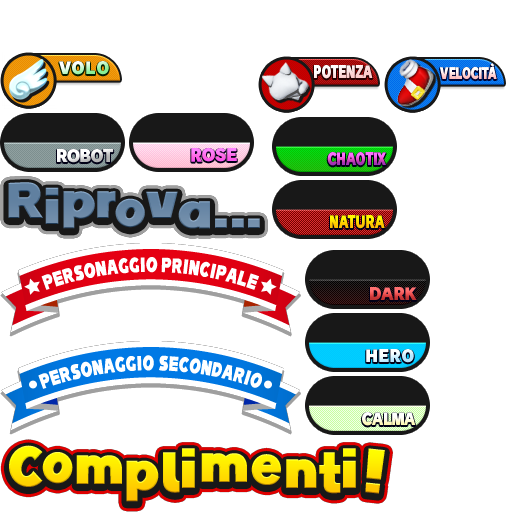 VOLO
POTENZA
VELOCITÀ
ROBOT
ROSE
CHAOTIX
Riprova...
NATURA
PERSONAGGIO PRINCIPALE
DARK
HERO
PERSONAGGIO SECONDARIO
CALMA
Complimenti!